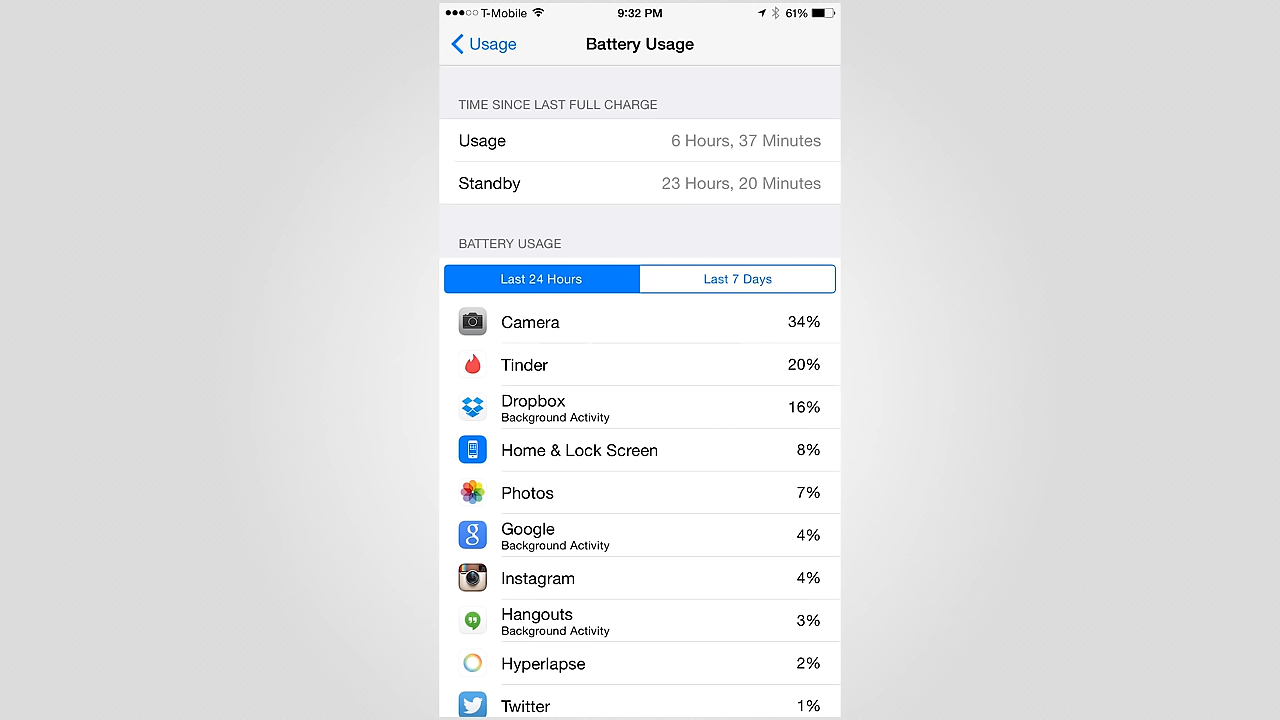 T-Mobile 9:32 PM 61%
Usage Battery Usage
TIME SINCE LAST FULL CHARGE
Usage 6 Hours, 37 Minutes
Standby 23 Hours, 20 Minutes
BATTERY USAGE
Last 24 Hours Last 7 Days
Camera 34%
Tinder 20%
Dropbox 16%
Background Activity
Home & Lock Screen 8%
Photos 7%
Google 4%
Background Activity
Instagram 4%
Hangouts 3%
Background Activity
Hyperlapse 2%
Twitter 1%